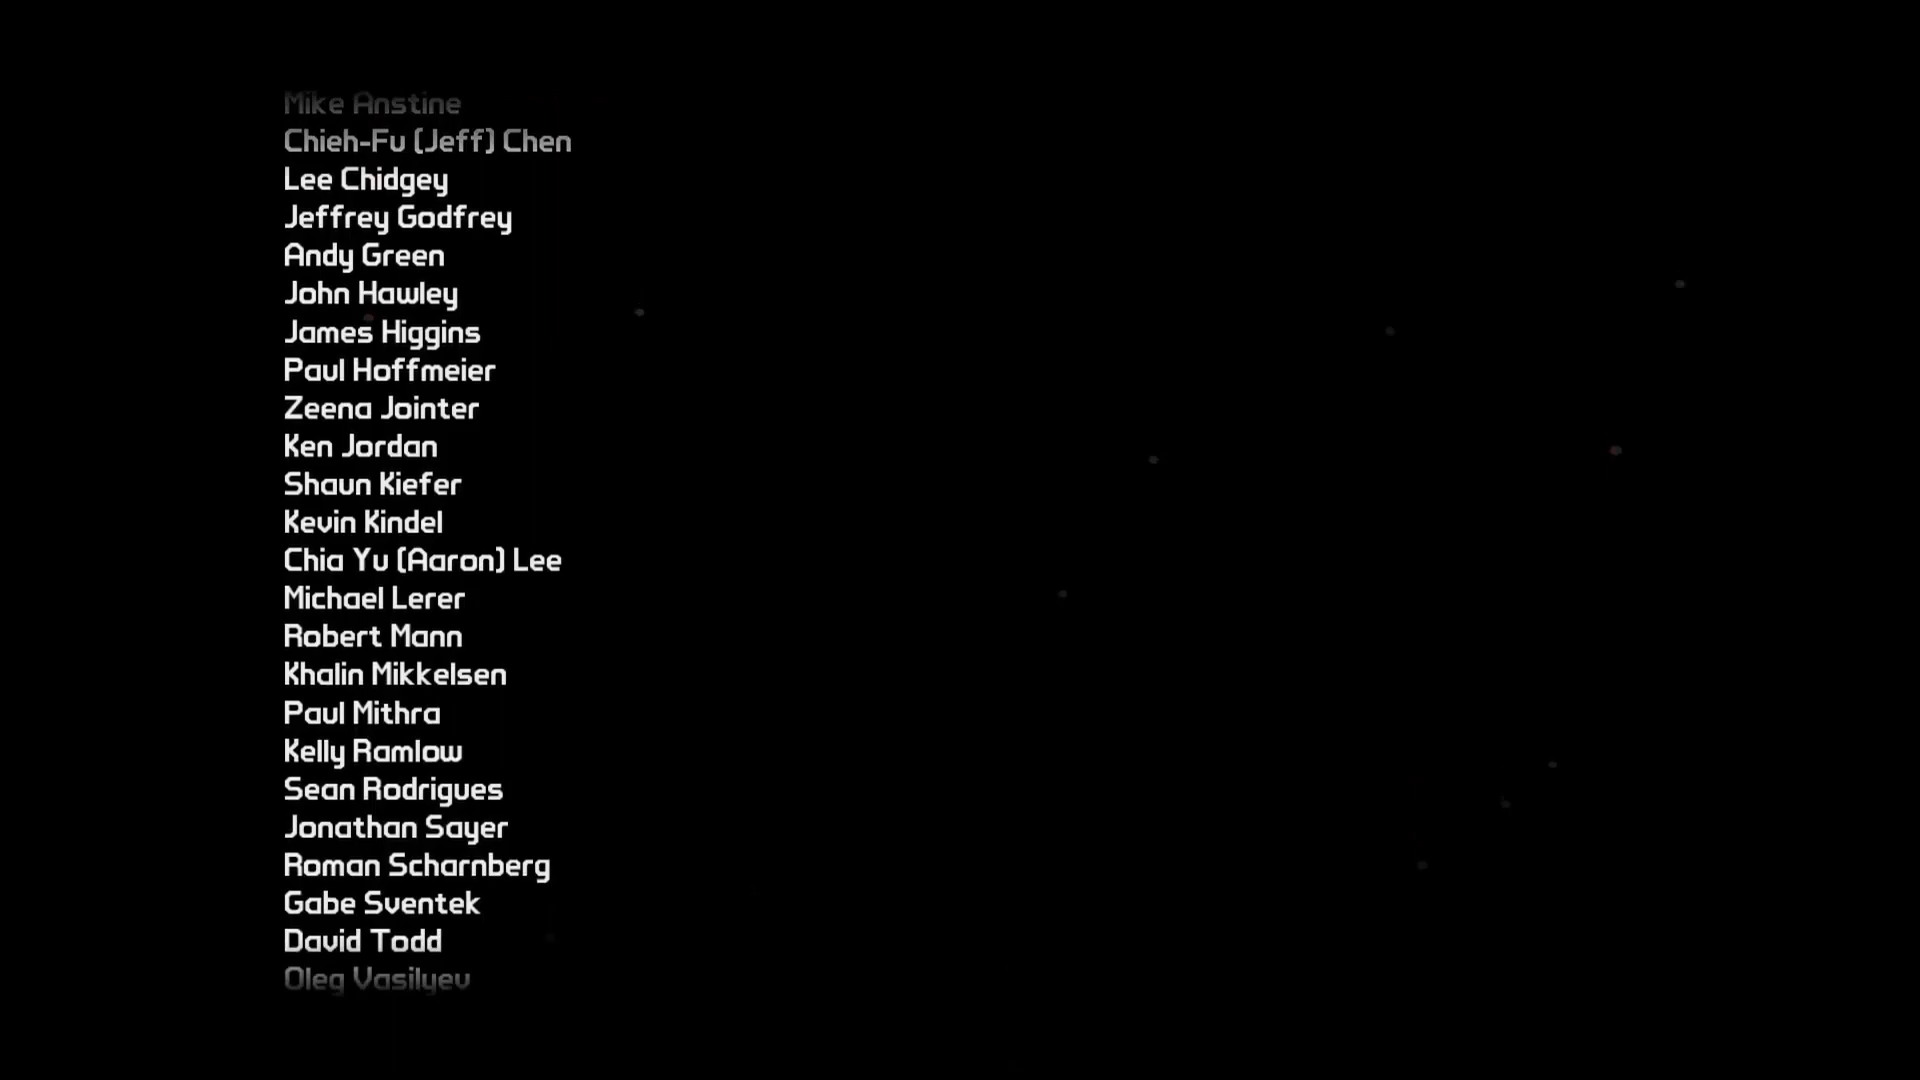 Mike Anstine
Chieh-Fu (Jeff) Chen
Lee Chidgey
Jeffrey Godfrey
Andy Green
John Hawley
James Higgins
Paul Hoffmeier
Zeena Jointer
Ken Jordan
Shaun Kiefer
Kevin Kindel
Chia Yu (Aaron) Lee
Michael Lerer
Robert Mann
Khalin Mikkelsen
Paul Mithra
Kelly Ramlow
Sean Rodrigues
Jonathan Sayer
Roman Scharnberg
Gabe Sventek
David Todd
Oleg Vasilyev